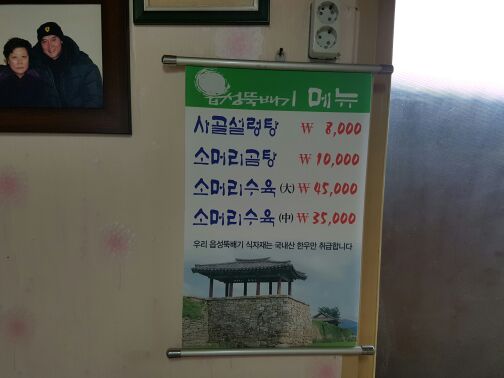 음성뚝배기 메뉴
사골설렁탕 ₩ 8,000
소머리곰탕 ₩ 10,000
소머리수육 (大) ₩ 45,000
소머리수육 (中) ₩ 35,000
우리 음성뚝배기 식자재는 국내산 한우만 취급합니다